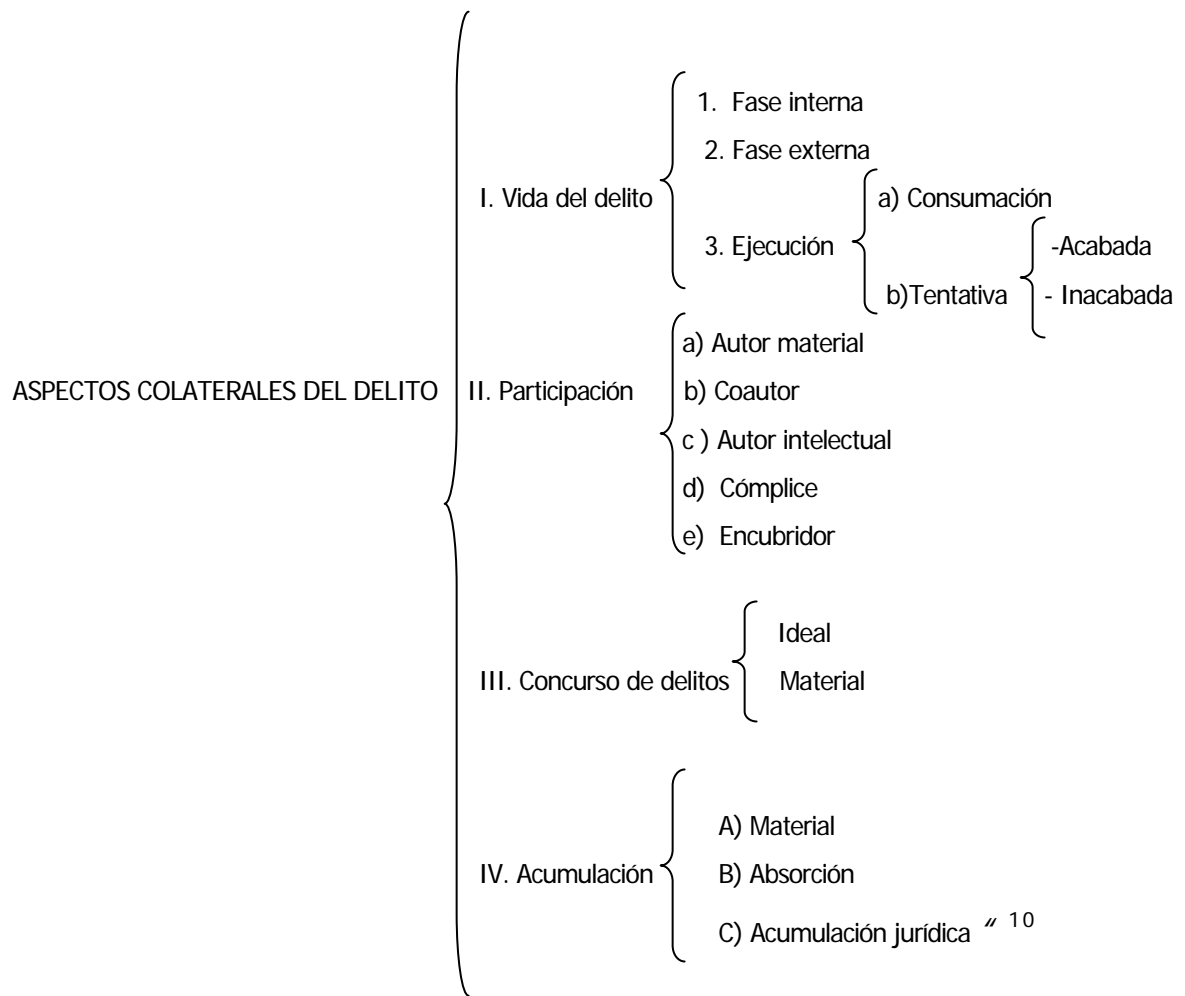 1. Fase interna
2. Fase externa
I. Vida del delito
a) Consumación
3. Ejecución
-Acabada
b)Tentativa
- Inacabada
a) Autor material
ASPECTOS COLATERALES DEL DELITO
II. Participación
b) Coautor
c ) Autor intelectual
d) Cómplice
e) Encubridor
Ideal
III. Concurso de delitos
Material
A) Material
IV. Acumulación
B) Absorción
C) Acumulación jurídica " 10